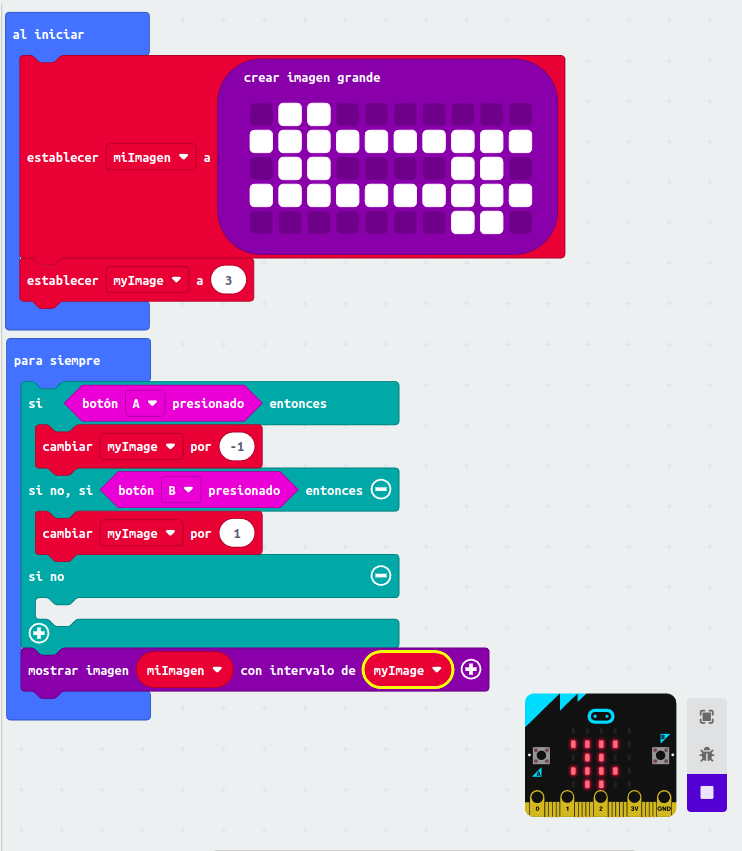 al iniciar
crear imagen grande
establecer miImagen a
establecer myImage a 3
para siempre
si botón A presionado entonces
cambiar myImage por -1
si no, si botón B presionado entonces
cambiar myImage por 1
si no
mostrar imagen miImagen con intervalo de myImage
B
A
0 1 2 3V GND